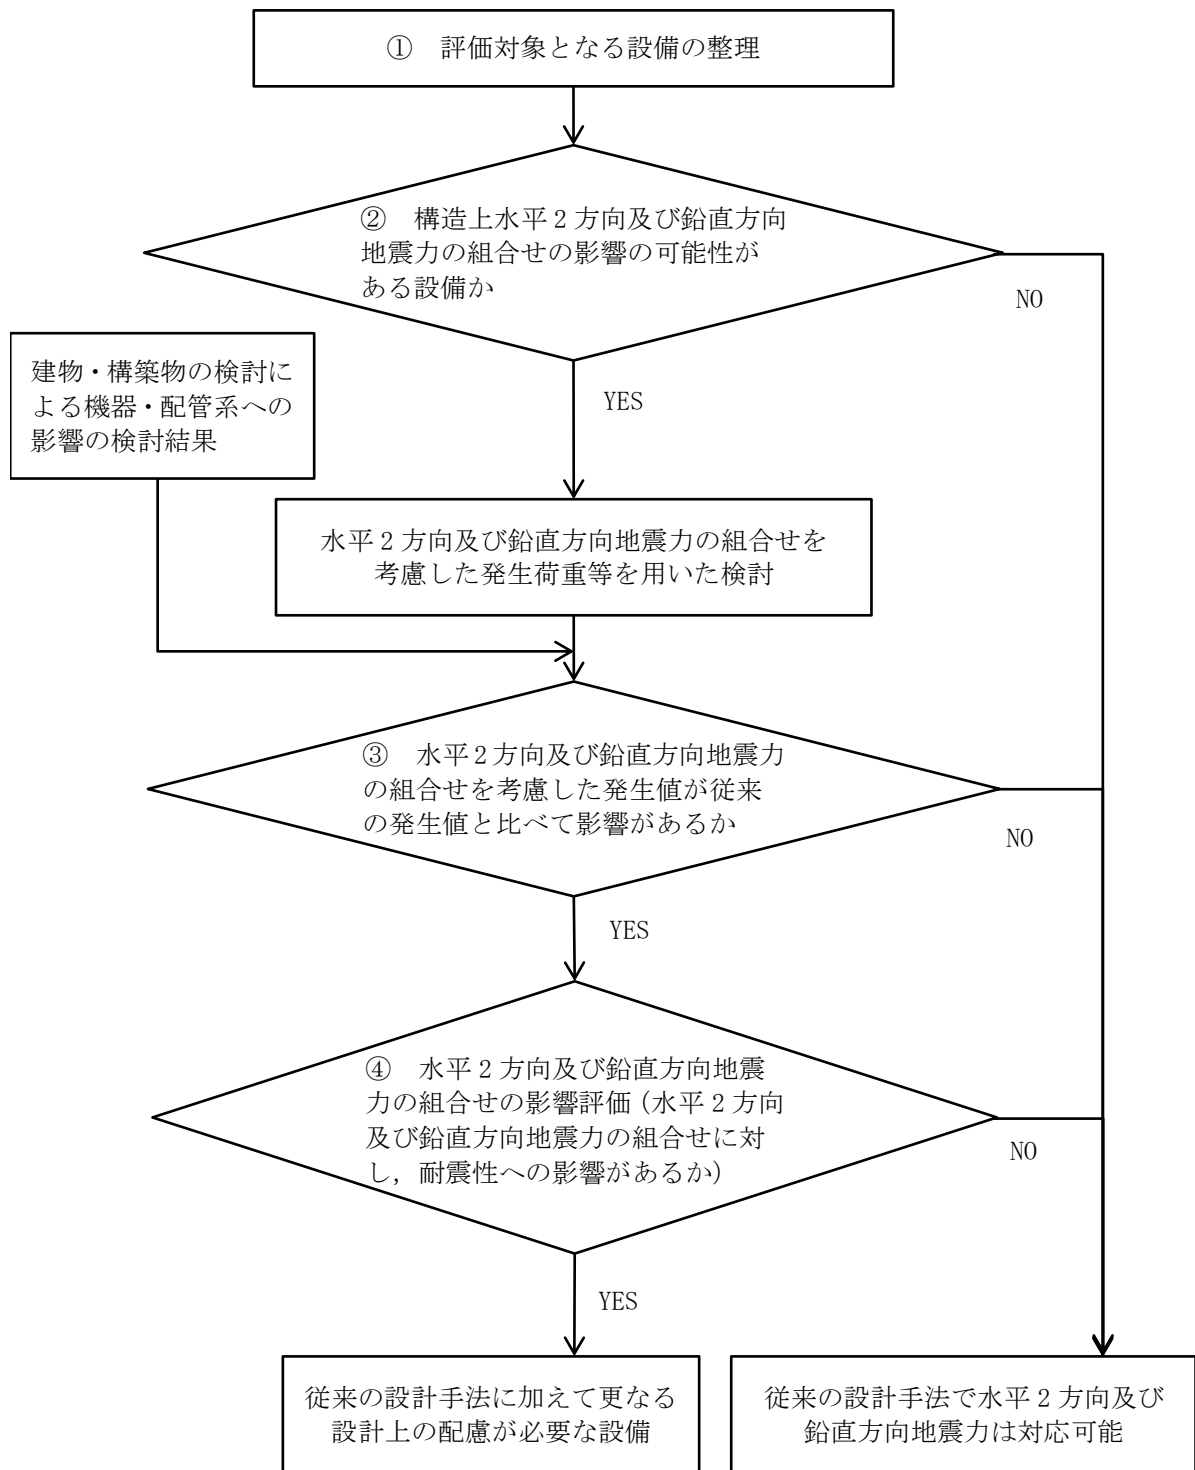 ① 評価対象となる設備の整理
② 構造上水平2方向及び鉛直方向
地震力の組合せの影響の可能性が
ある設備か
NO
建物・構築物の検討に
よる機器・配管系への
影響の検討結果
YES
水平2方向及び鉛直方向地震力の組合せを
考慮した発生荷重等を用いた検討
③ 水平2方向及び鉛直方向地震力
の組合せを考慮した発生値が従来
の発生値と比べて影響があるか
NO
YES
④ 水平2方向及び鉛直方向地震
力の組合せの影響評価(水平2方向
及び鉛直方向地震力の組合せに対
し，耐震性への影響があるか)
NO
YES
従来の設計手法に加えて更なる
設計上の配慮が必要な設備
従来の設計手法で水平2方向及び
鉛直方向地震力は対応可能